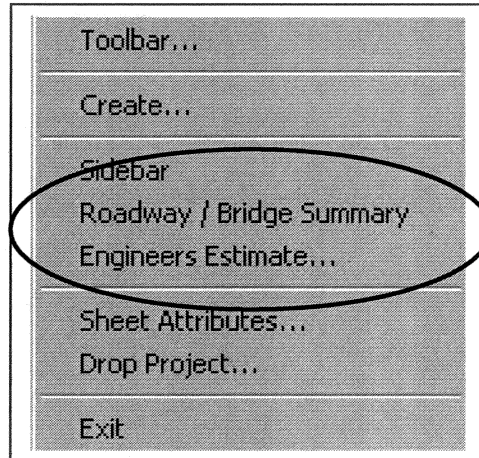 Toolbar...
Create...
Sidebar
Roadway / Bridge Summary
Engineers Estimate...
Sheet Attributes...
Drop Project...
Exit